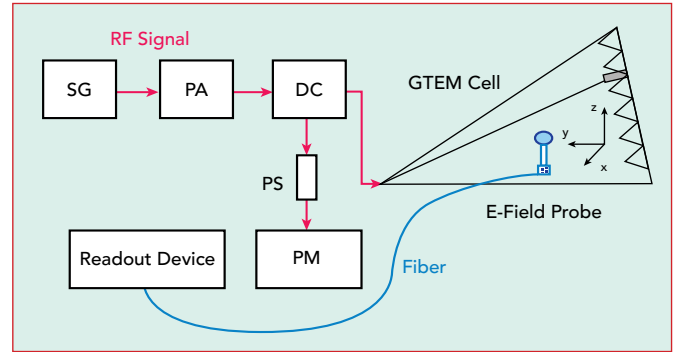 RF Signal
SG
PA
DC
GTEM Cell
z
y
x
PS
E-Field Probe
Readout Device
PM
Fiber